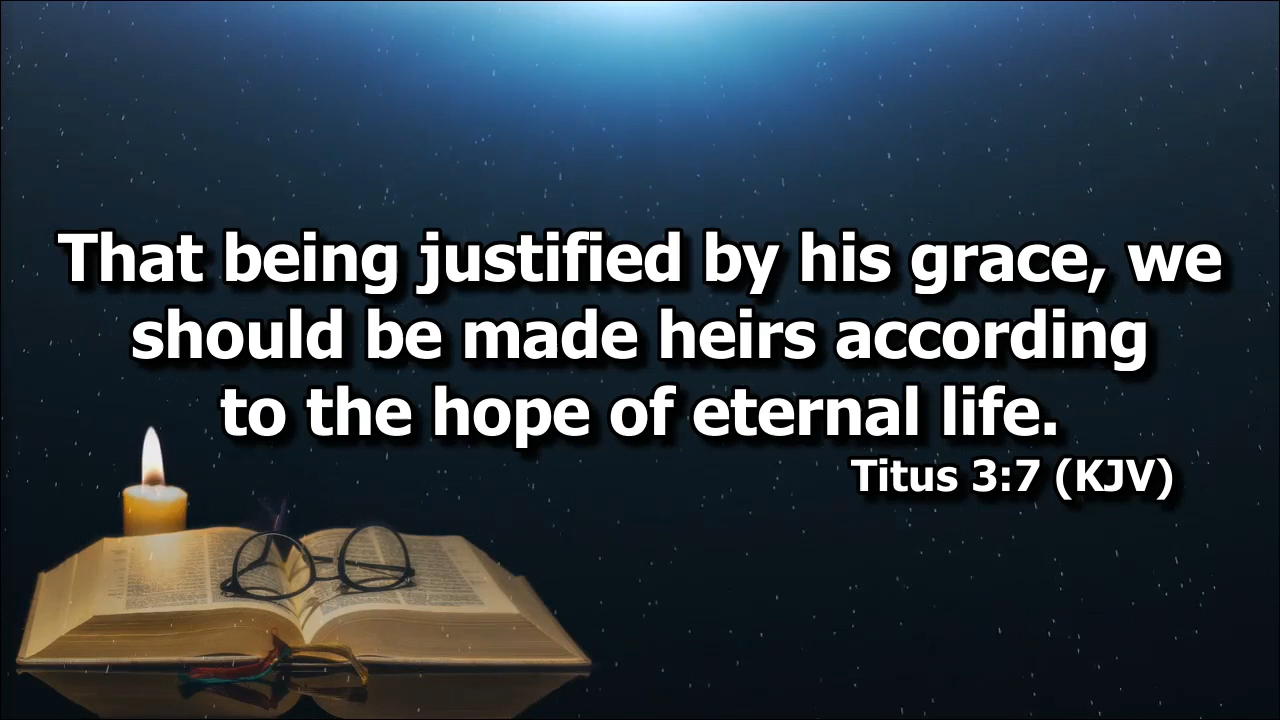 That being justified by his grace, we
should be made heirs according
to the hope of eternal life.
Titus 3:7 (KJV)